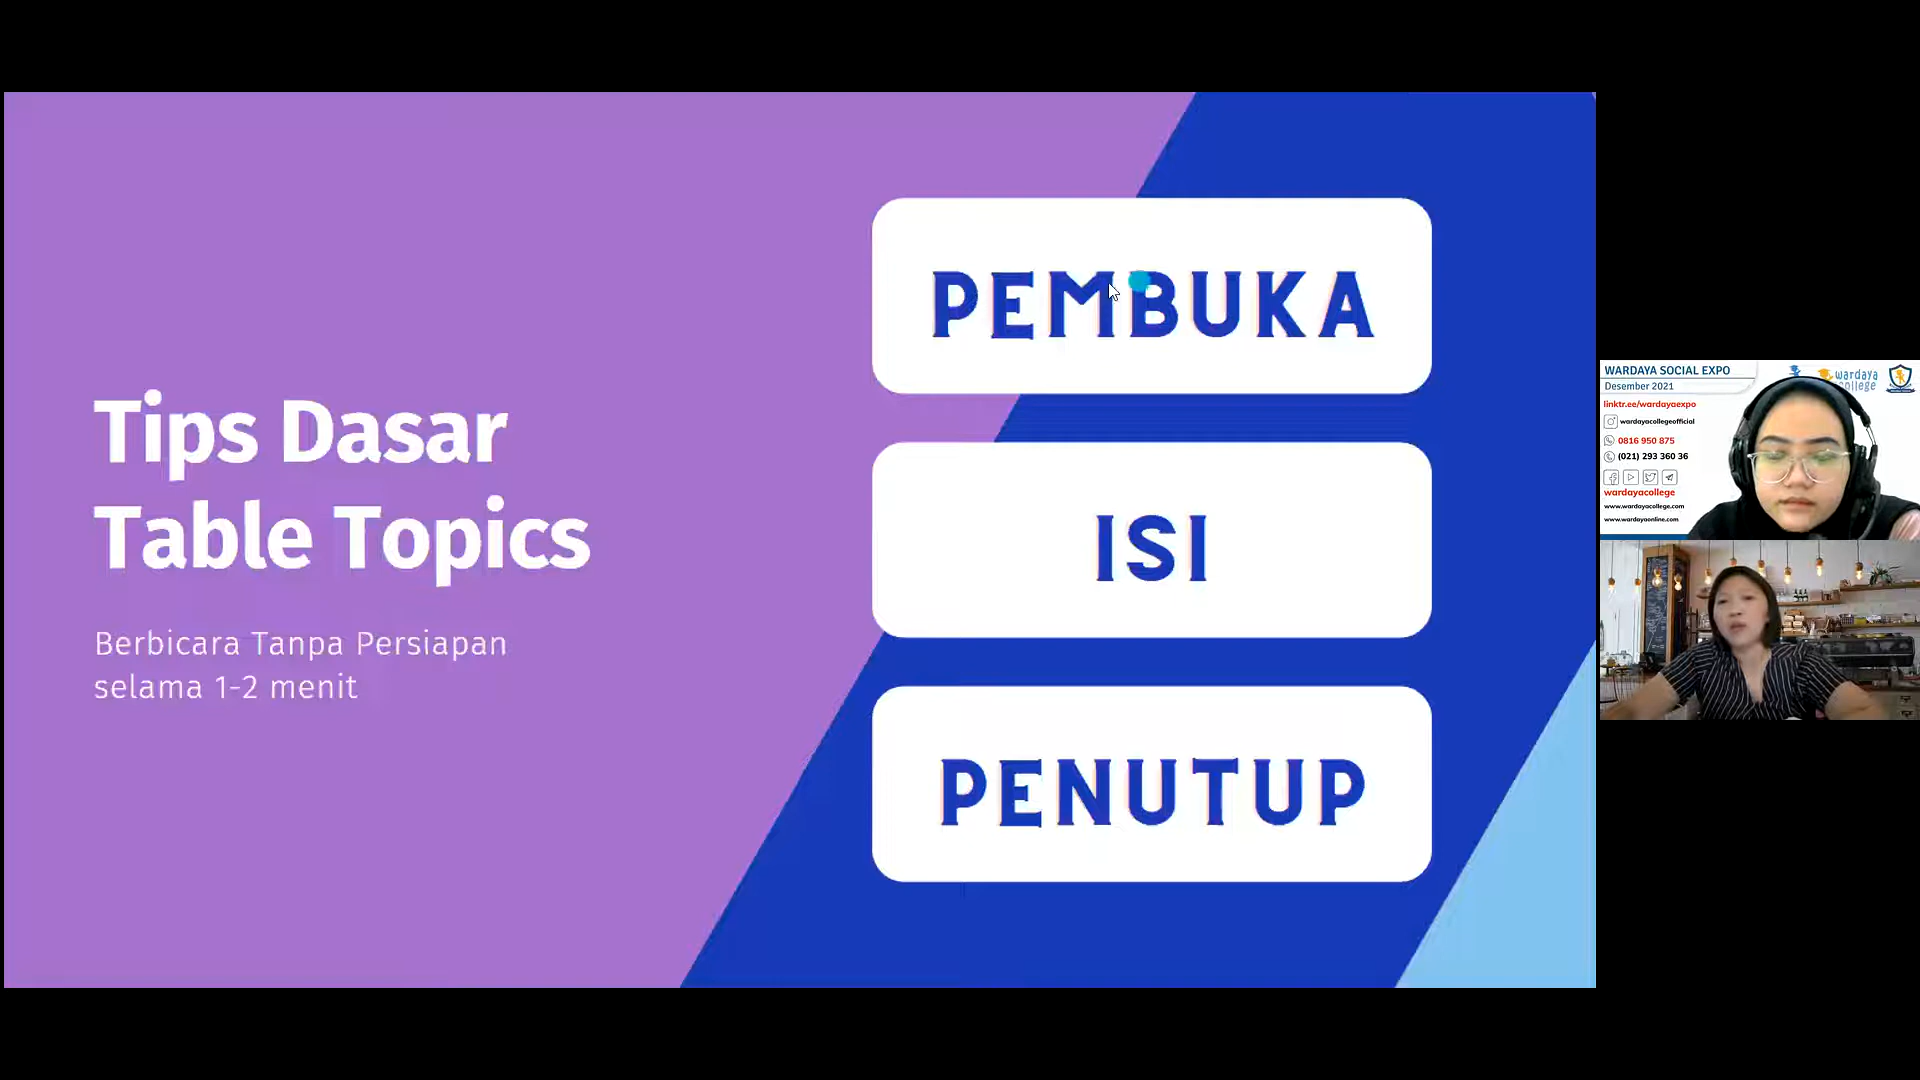 Tips Dasar
Table Topics
Berbicara Tanpa Persiapan
selama 1-2 menit
PEMBUKA
ISI
PENUTUP
WARDAYA SOCIAL EXPO
Desember 2021
wardaya
college
linktr.ee/wardayaexpo
wardayacollegeofficial
0816 950 875
(021) 293 360 36
wardayacollege
www.wardayacollege.com
www.wardayaonline.com